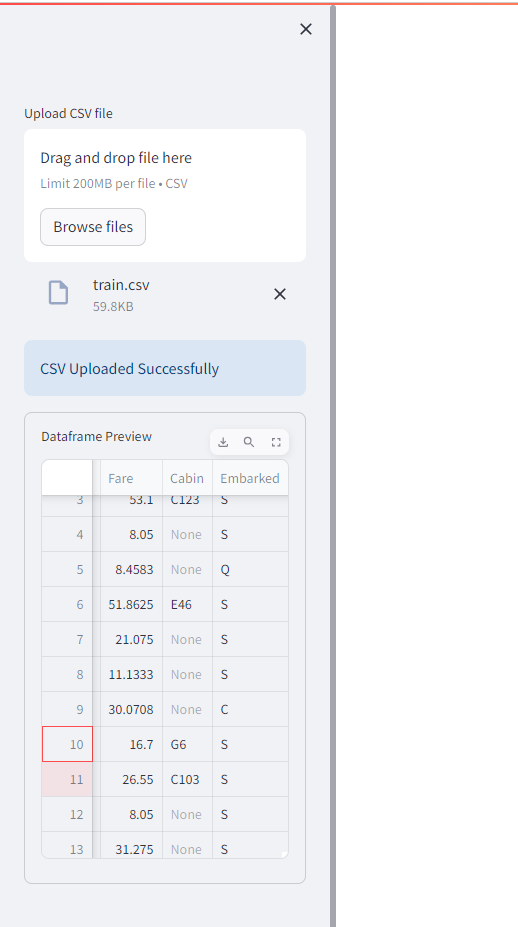 Upload CSV file
Drag and drop file here
Limit 200MB per file • CSV
Browse files
train.csv
59.8KB
CSV Uploaded Successfully
Dataframe Preview
Fare Cabin Embarked
3 53.1 C123 S
4 8.05 None S
5 8.4583 None Q
6 51.8625 E46 S
7 21.075 None S
8 11.1333 None S
9 30.0708 None C
10 16.7 G6 S
11 26.55 C103 S
12 8.05 None S
13 31.275 None S